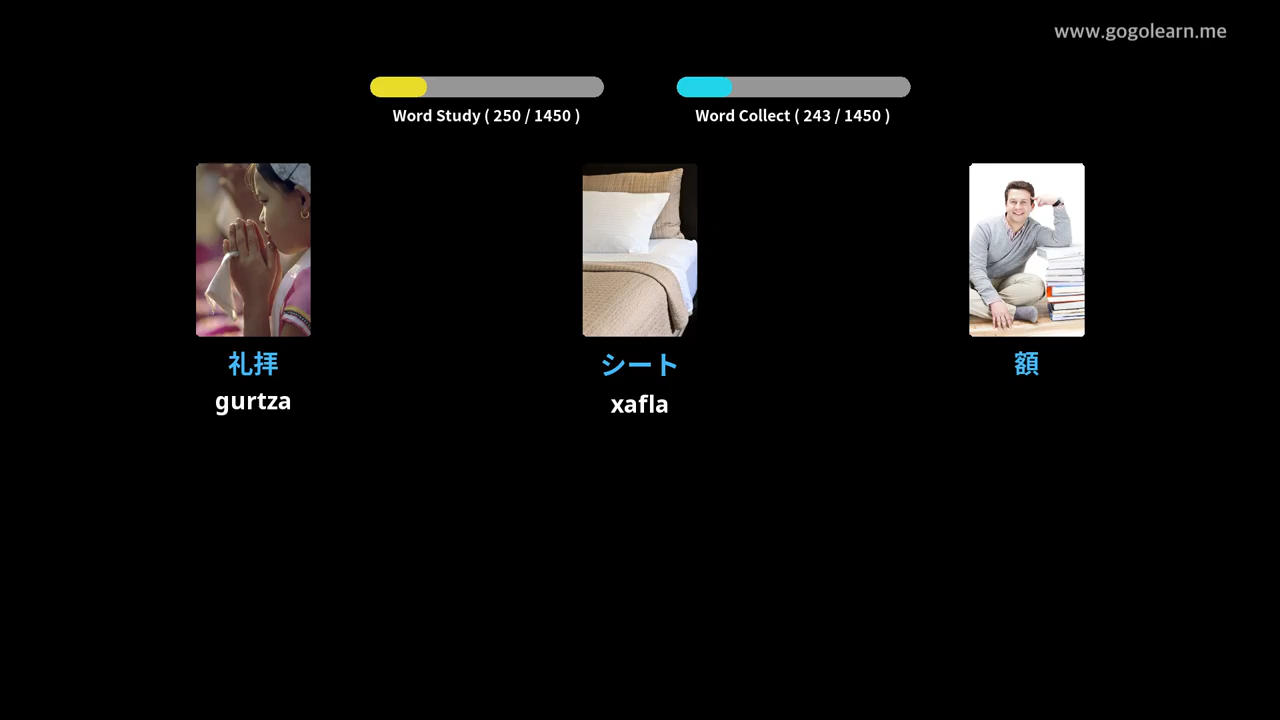 www.gogolearn.me
Word Study ( 250 / 1450 )
Word Collect ( 243 / 1450 )
礼拝
シート
額
gurtza
xafla